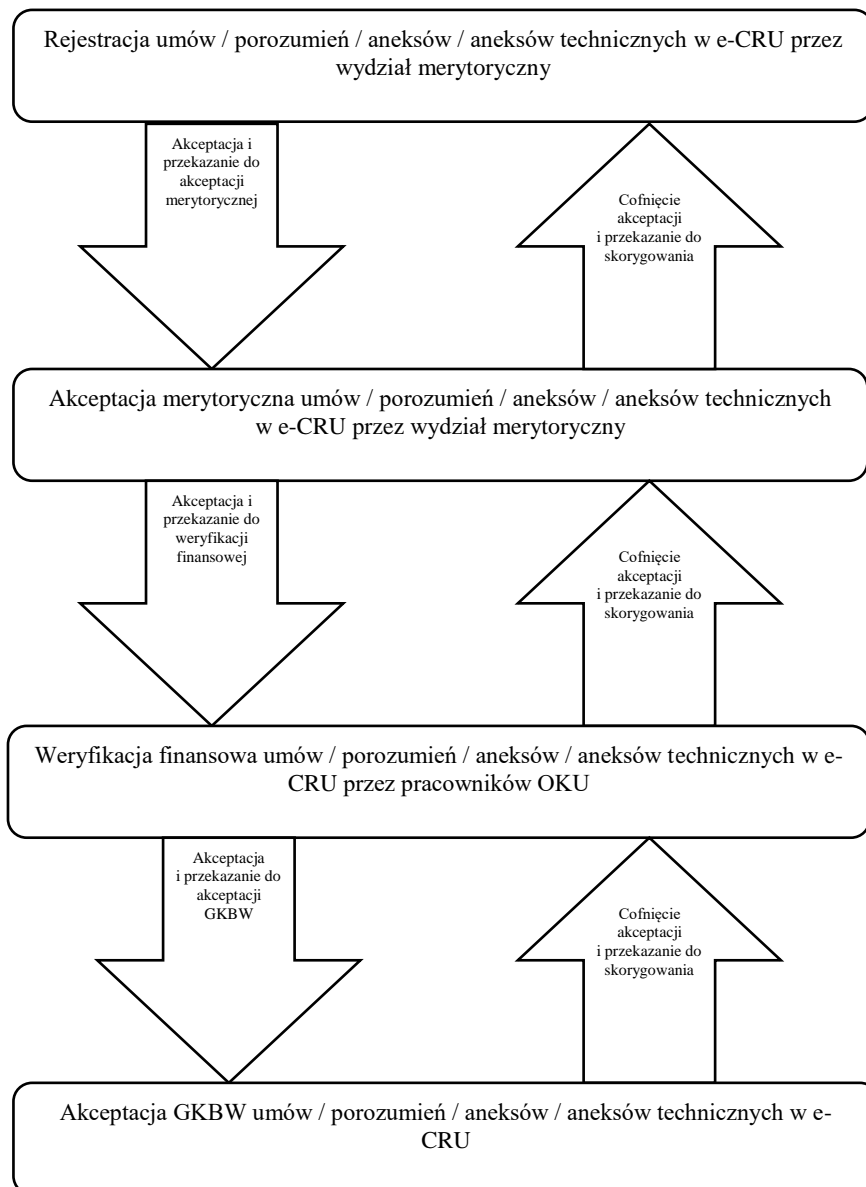 Rejestracja umów / porozumień / aneksów / aneksów technicznych w e-CRU przez
wydział merytoryczny
Akceptacja i
przekazanie do
akceptacji
merytorycznej
Cofnięcie
akceptacji
i przekazanie do
skorygowania
Akceptacja merytoryczna umów / porozumień / aneksów / aneksów technicznych
w e-CRU przez wydział merytoryczny
Akceptacja i
przekazanie do
weryfikacji
finansowej
Cofnięcie
akceptacji
i przekazanie do
skorygowania
Weryfikacja finansowa umów / porozumień / aneksów / aneksów technicznych w e-
CRU przez pracowników OKU
Akceptacja
i przekazanie do
akceptacji
GKBW
Cofnięcie
akceptacji
i przekazanie do
skorygowania
Akceptacja GKBW umów / porozumień / aneksów / aneksów technicznych w e-
CRU